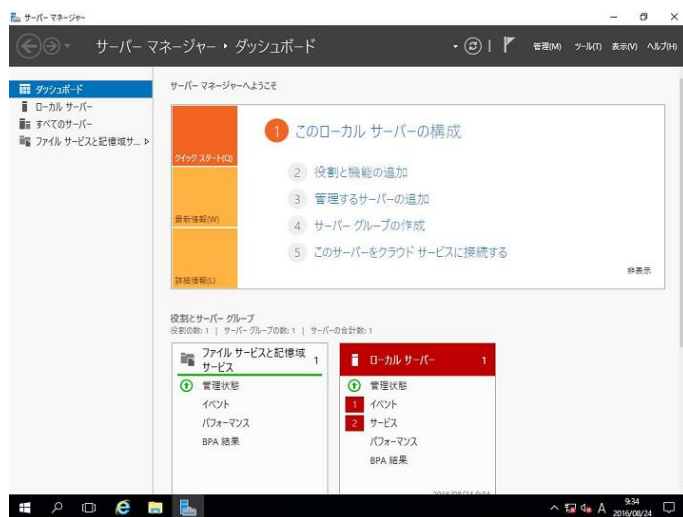 サーバー マネージャー
サーバー マネージャー ・ ダッシュボード
管理(M) ツール(T) 表示(V) ヘルプ(H)
ダッシュボード
ローカル サーバー
すべてのサーバー
ファイル サービスと記憶域サ...
サーバー マネージャーへようこそ
クイック スタート(Q)
最新情報(W)
詳細情報(L)
1 このローカル サーバーの構成
2 役割と機能の追加
3 管理するサーバーの追加
4 サーバー グループの作成
5 このサーバーをクラウド サービスに接続する
非表示
役割とサーバー グループ
役割の数: 1 | サーバー グループの数: 1 | サーバーの合計数: 1
ファイル サービスと記憶域 1
サービス
管理状態
イベント
パフォーマンス
BPA 結果
ローカル サーバー 1
管理状態
1 イベント
2 サービス
パフォーマンス
BPA 結果
2016/08/24 9:34
A
9:34
2016/08/24